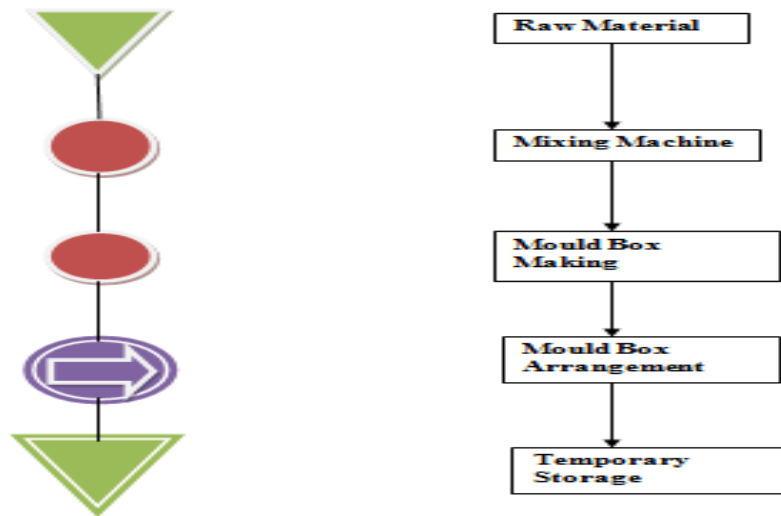 Raw Material
Mixing Machine
Mould Box
Making
Mould Box
Arrangement
Temporary
Storage